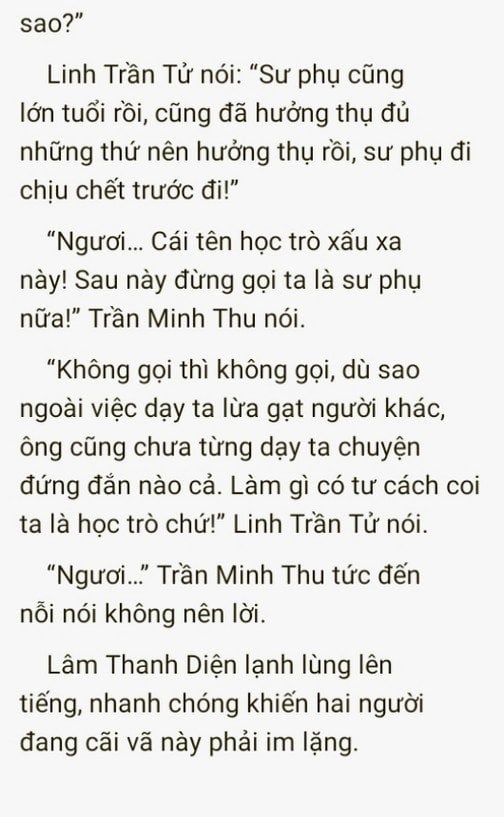 sao?”
Linh Trần Tử nói: “Sư phụ cũng
lớn tuổi rồi, cũng đã hưởng thụ đủ
những thứ nên hưởng thụ rồi, sư phụ đi
chịu chết trước đi!”
“Ngươi... Cái tên học trò xấu xa
này! Sau này đừng gọi ta là sư phụ
nữa!” Trần Minh Thu nói.
“Không gọi thì không gọi, dù sao
ngoài việc dạy ta lừa gạt người khác,
ông cũng chưa từng dạy ta chuyện
đứng đắn nào cả. Làm gì có tư cách coi
ta là học trò chứ!” Linh Trần Tử nói.
“Ngươi...” Trần Minh Thu tức đến
nỗi nói không nên lời.
Lâm Thanh Diện lạnh lùng lên
tiếng, nhanh chóng khiến hai người
đang cãi vã này phải im lặng.